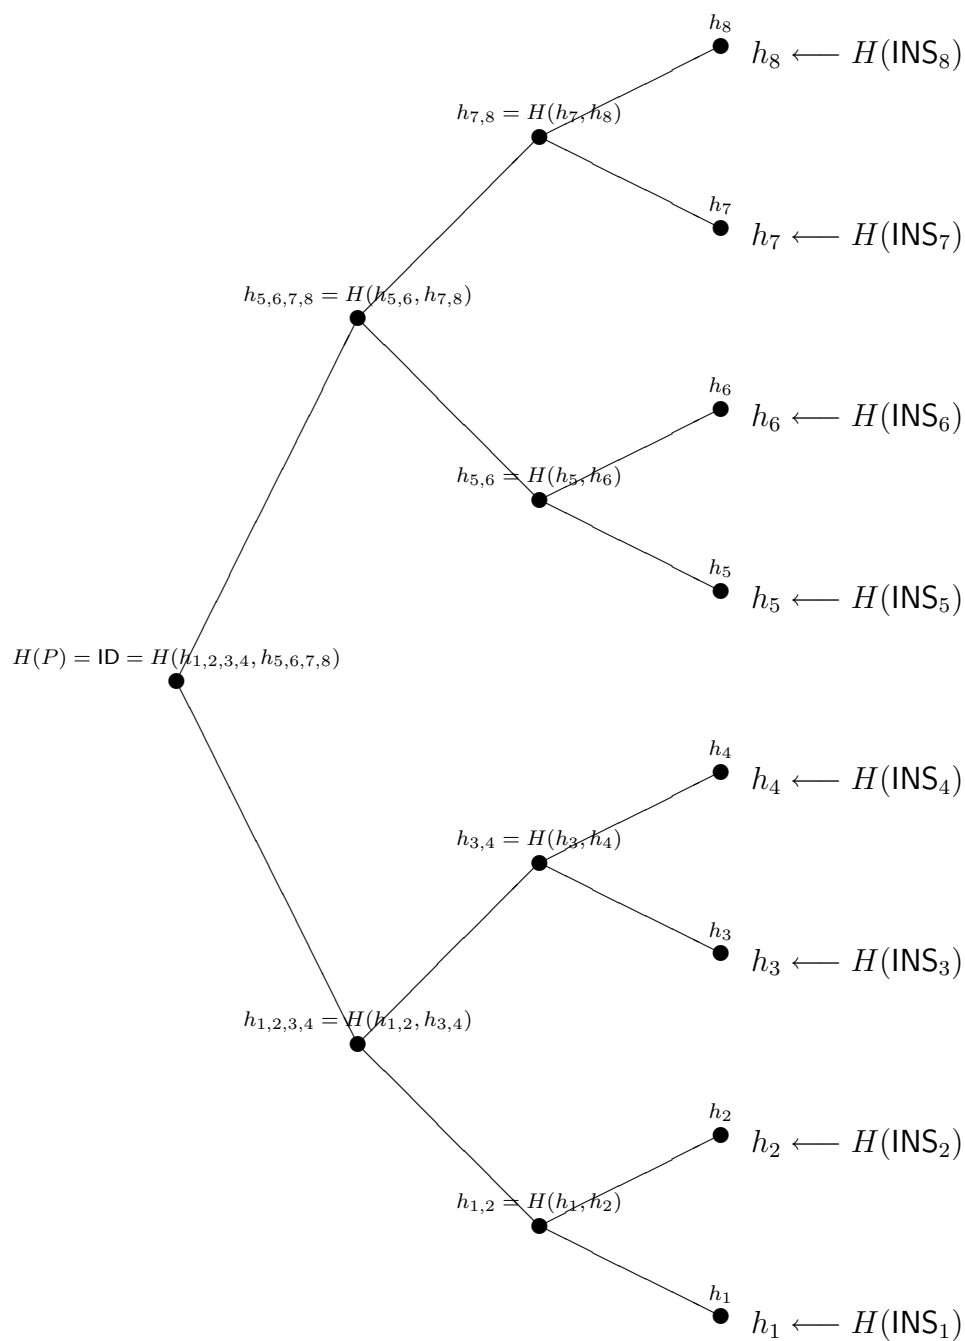 h_8
h_8 ⟵ H(INS_8)
h_{7,8} = H(h_7, h_8)
h_7
h_7 ⟵ H(INS_7)
h_{5,6,7,8} = H(h_{5,6}, h_{7,8})
h_6
h_6 ⟵ H(INS_6)
h_{5,6} = H(h_5, h_6)
h_5
h_5 ⟵ H(INS_5)
H(P) = ID = H(h_{1,2,3,4}, h_{5,6,7,8})
h_4
h_4 ⟵ H(INS_4)
h_{3,4} = H(h_3, h_4)
h_3
h_3 ⟵ H(INS_3)
h_{1,2,3,4} = H(h_{1,2}, h_{3,4})
h_2
h_2 ⟵ H(INS_2)
h_{1,2} = H(h_1, h_2)
h_1
h_1 ⟵ H(INS_1)